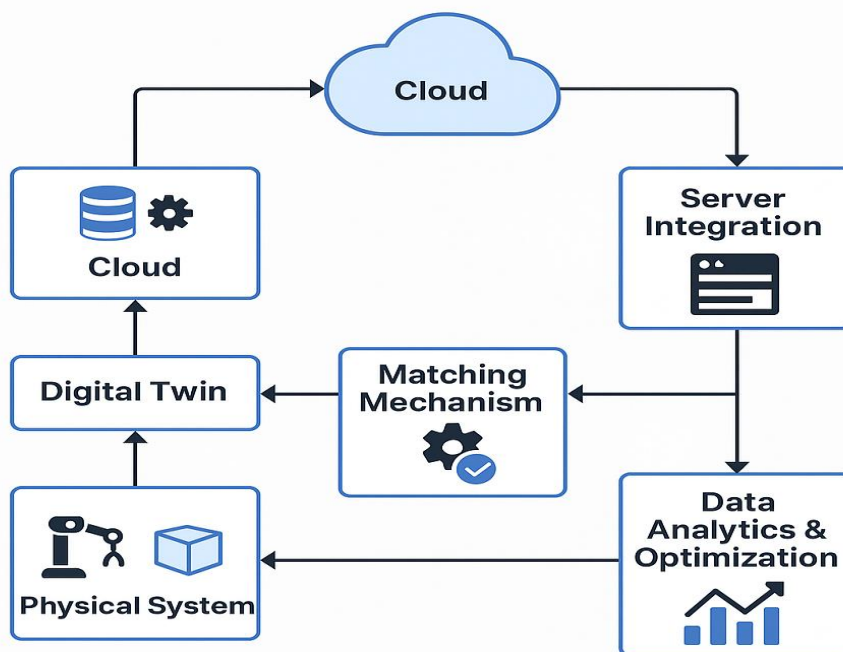 Cloud
Server
Integration
Cloud
Digital Twin
Matching
Mechanism
Data
Analytics &
Optimization
Physical System